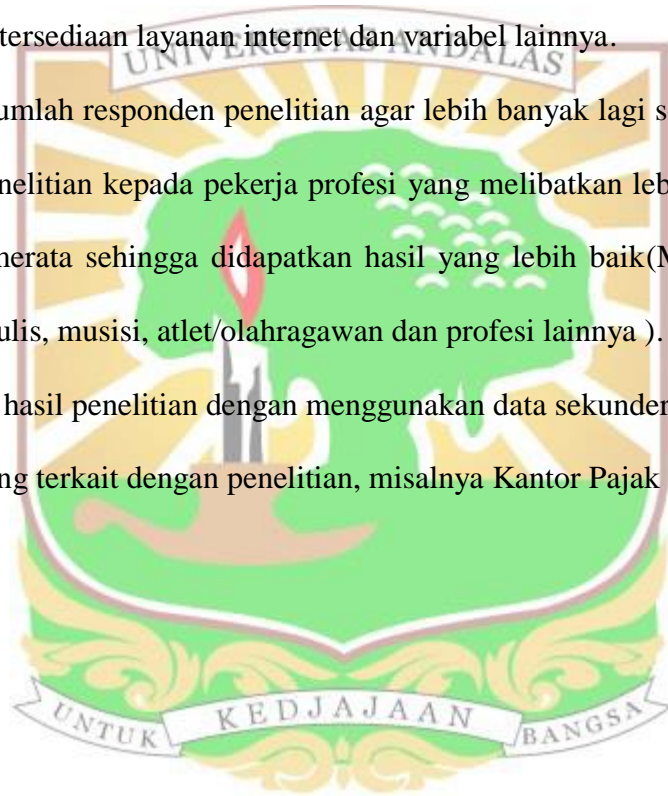 tersediaan layanan internet dan variabel lainnya.
UNIVERSITAS ANDALAS
umlah responden penelitian agar lebih banyak lagi s
nelitian kepada pekerja profesi yang melibatkan leb
nerata sehingga didapatkan hasil yang lebih baik(M
ulis, musisi, atlet/olahragawan dan profesi lainnya ).
hasil penelitian dengan menggunakan data sekunder
ng terkait dengan penelitian, misalnya Kantor Pajak
UNTUK KEDJAJAAN BANGSA